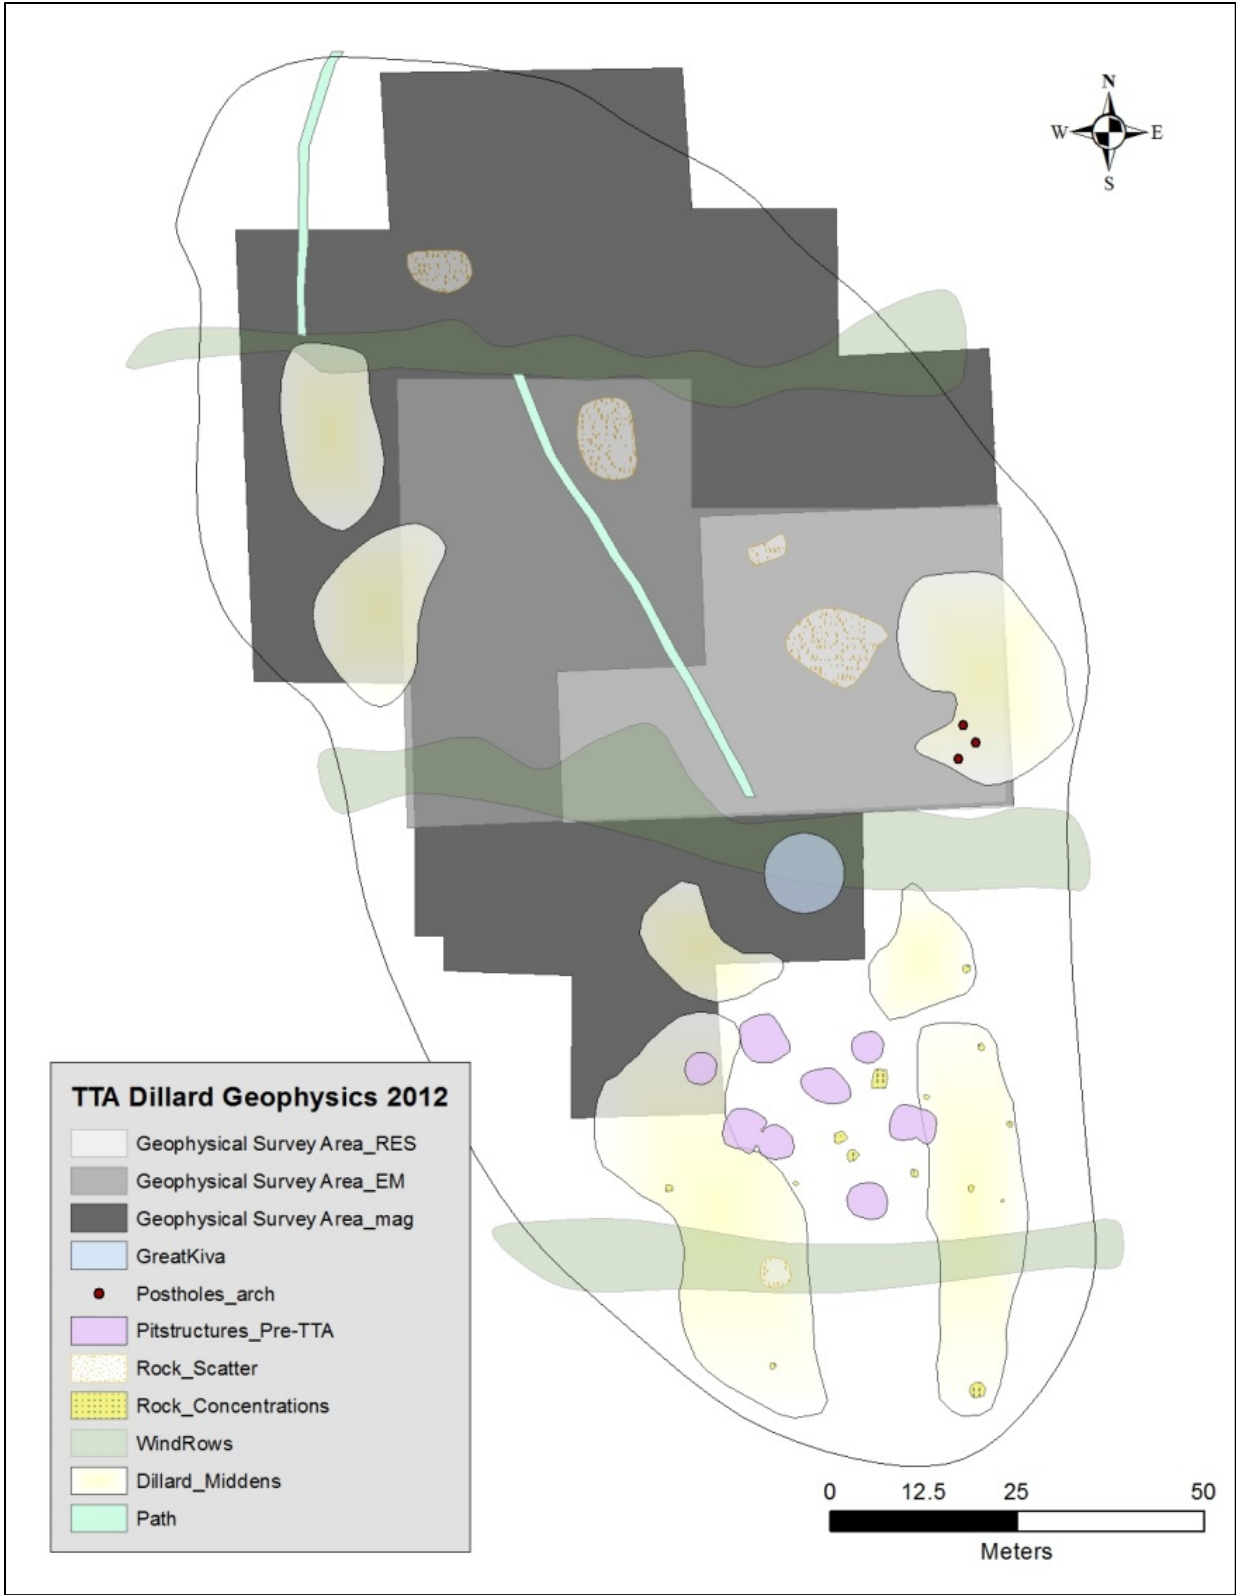 N
W E
S
TTA Dillard Geophysics 2012
Geophysical Survey Area_RES
Geophysical Survey Area_EM
Geophysical Survey Area_mag
GreatKiva
Postholes_arch
Pitstructures_Pre-TTA
Rock_Scatter
Rock_Concentrations
WindRows
Dillard_Middens
Path
0 12.5 25 50
Meters